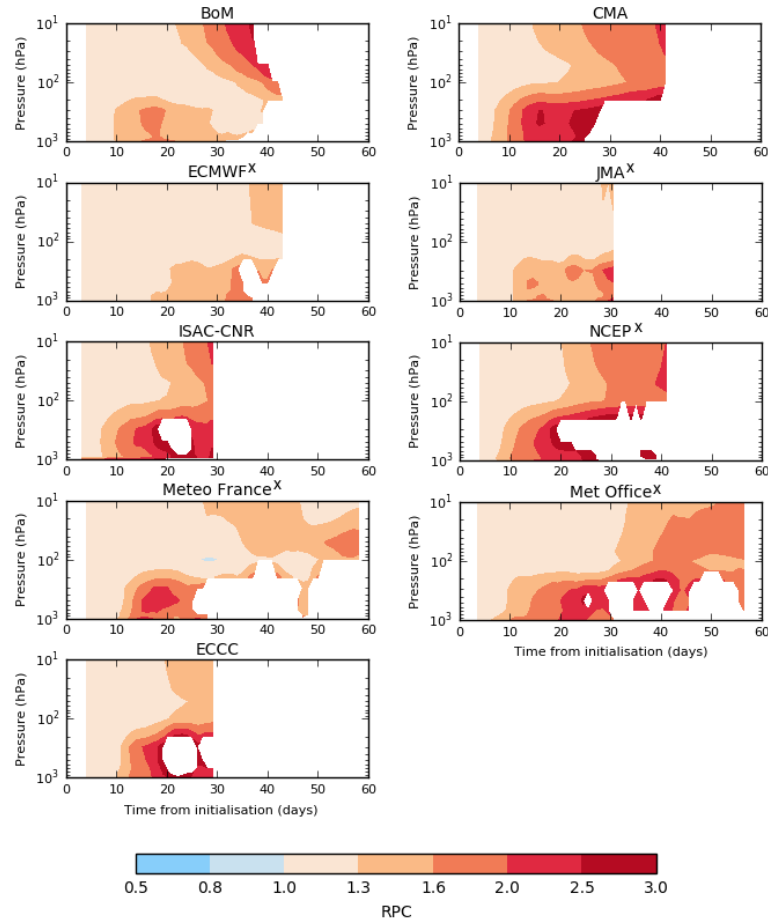 BoM
CMA
Pressure (hPa)
10¹
10²
10³
0 10 20 30 40 50 60
Pressure (hPa)
10¹
10²
10³
0 10 20 30 40 50 60
ECMWFX
JMAX
Pressure (hPa)
10¹
10²
10³
0 10 20 30 40 50 60
Pressure (hPa)
10¹
10²
10³
0 10 20 30 40 50 60
ISAC-CNR
NCEPX
Pressure (hPa)
10¹
10²
10³
0 10 20 30 40 50 60
Pressure (hPa)
10¹
10²
10³
0 10 20 30 40 50 60
Meteo FranceX
Met OfficeX
Pressure (hPa)
10¹
10²
10³
0 10 20 30 40 50 60
Pressure (hPa)
10¹
10²
10³
0 10 20 30 40 50 60
Time from initialisation (days)
ECCC
Pressure (hPa)
10¹
10²
10³
0 10 20 30 40 50 60
Time from initialisation (days)
0.5 0.8 1.0 1.3 1.6 2.0 2.5 3.0
RPC